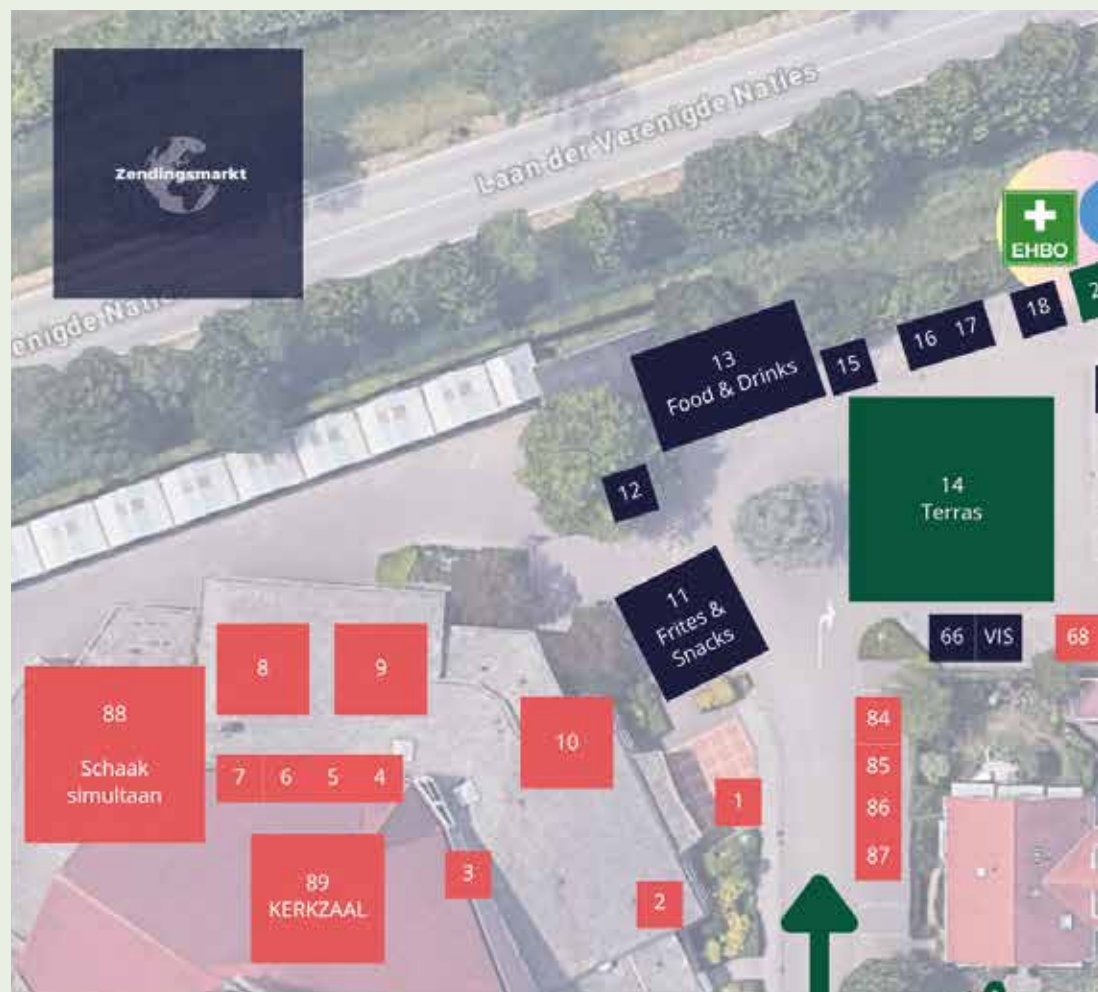 Zendingsmarkt
Laan der Verenigde Naties
enigde Naties
EHBO
18
17
16
15
13
Food & Drinks
12
14
Terras
11
Frites &
Snacks
66 VIS
68
8
9
88
Schaak
simultaan
10
84
7 6 5 4
85
1
86
87
3
89
KERKZAAL
2